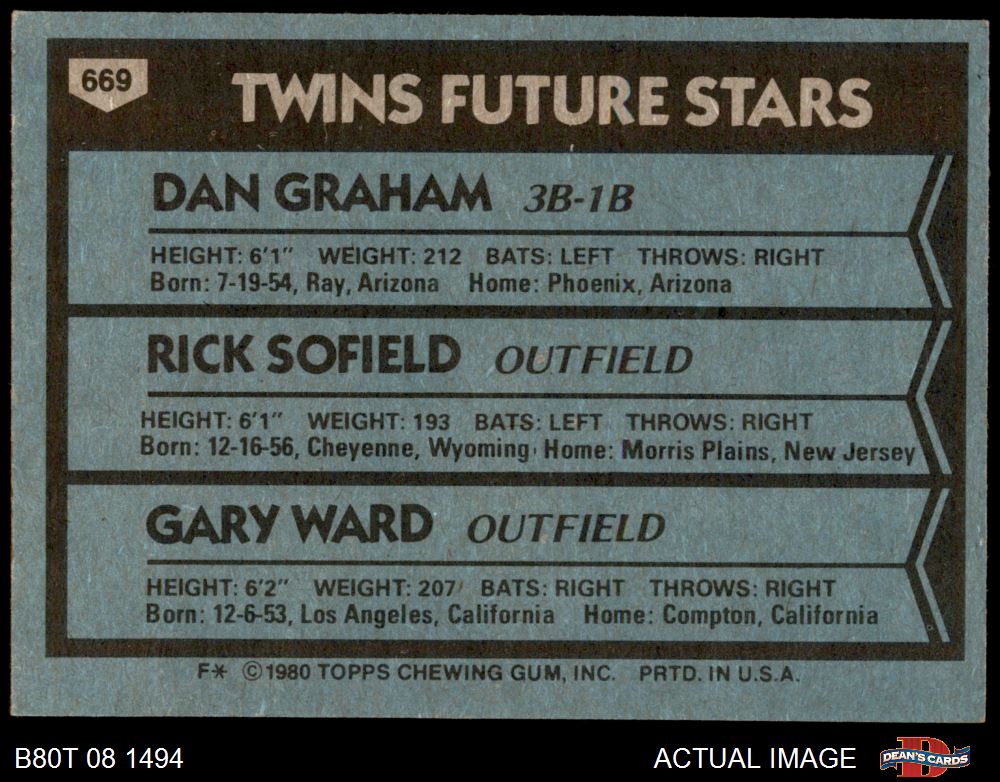 669
TWINS FUTURE STARS
DAN GRAHAM 3B-1B
HEIGHT: 6'1" WEIGHT: 212 BATS: LEFT THROWS: RIGHT
Born: 7-19-54, Ray, Arizona Home: Phoenix, Arizona
RICK SOFIELD OUTFIELD
HEIGHT: 6'1" WEIGHT: 193 BATS: LEFT THROWS: RIGHT
Born: 12-16-56, Cheyenne, Wyoming Home: Morris Plains, New Jersey
GARY WARD OUTFIELD
HEIGHT: 6'2" WEIGHT: 207 BATS: RIGHT THROWS: RIGHT
Born: 12-6-53, Los Angeles, California Home: Compton, California
F* ©1980 TOPPS CHEWING GUM, INC. PRTD. IN U.S.A.
B80T 08 1494 ACTUAL IMAGE D DEAN'S CARDS